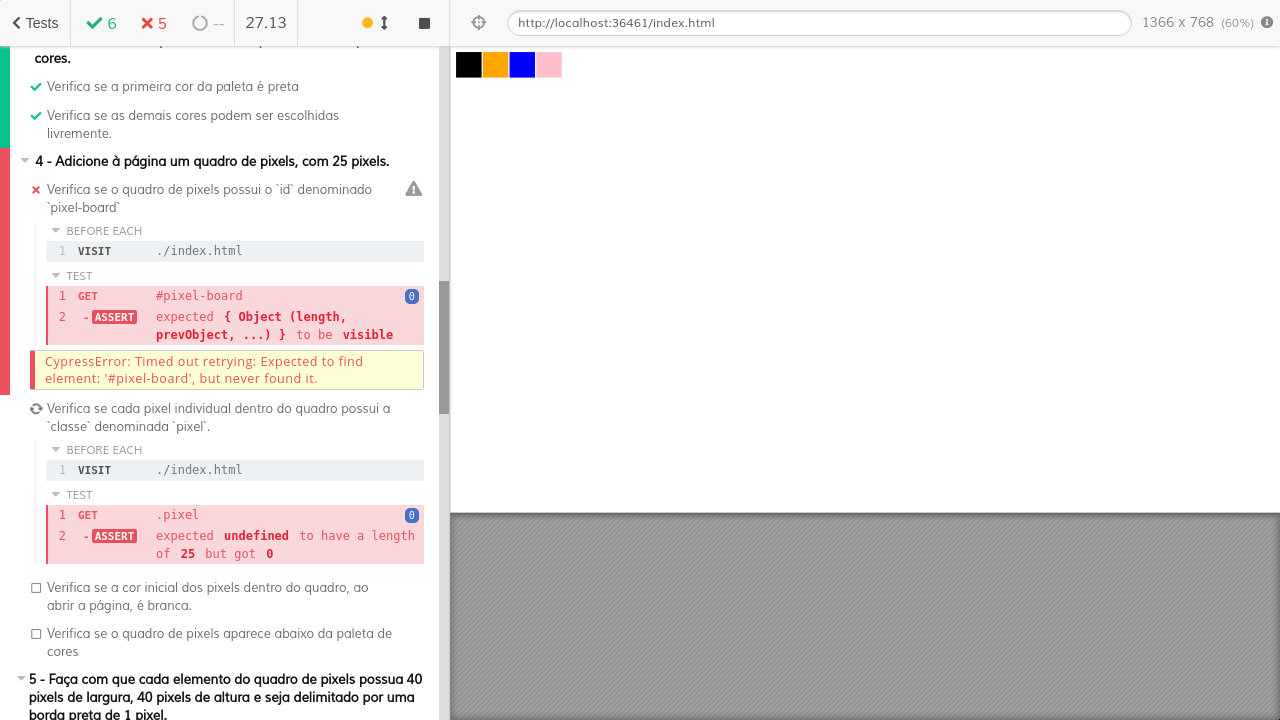 Tests
6
5
--
27.13
http://localhost:36461/index.html
1366 x 768 (60%)
cores.
Verifica se a primeira cor da paleta é preta
Verifica se as demais cores podem ser escolhidas
livremente.
4 - Adicione à página um quadro de pixels, com 25 pixels.
Verifica se o quadro de pixels possui o `id` denominado
`pixel-board`
BEFORE EACH
1 VISIT ./index.html
TEST
1 GET #pixel-board 0
2 - ASSERT expected { Object (length,
prevObject, ...) } to be visible
CypressError: Timed out retrying: Expected to find
element: '#pixel-board', but never found it.
Verifica se cada pixel individual dentro do quadro possui a
`classe` denominada `pixel`.
BEFORE EACH
1 VISIT ./index.html
TEST
1 GET .pixel 0
2 - ASSERT expected undefined to have a length
of 25 but got 0
Verifica se a cor inicial dos pixels dentro do quadro, ao
abrir a página, é branca.
Verifica se o quadro de pixels aparece abaixo da paleta de
cores
5 - Faça com que cada elemento do quadro de pixels possua 40
pixels de largura, 40 pixels de altura e seja delimitado por uma
borda preta de 1 pixel.